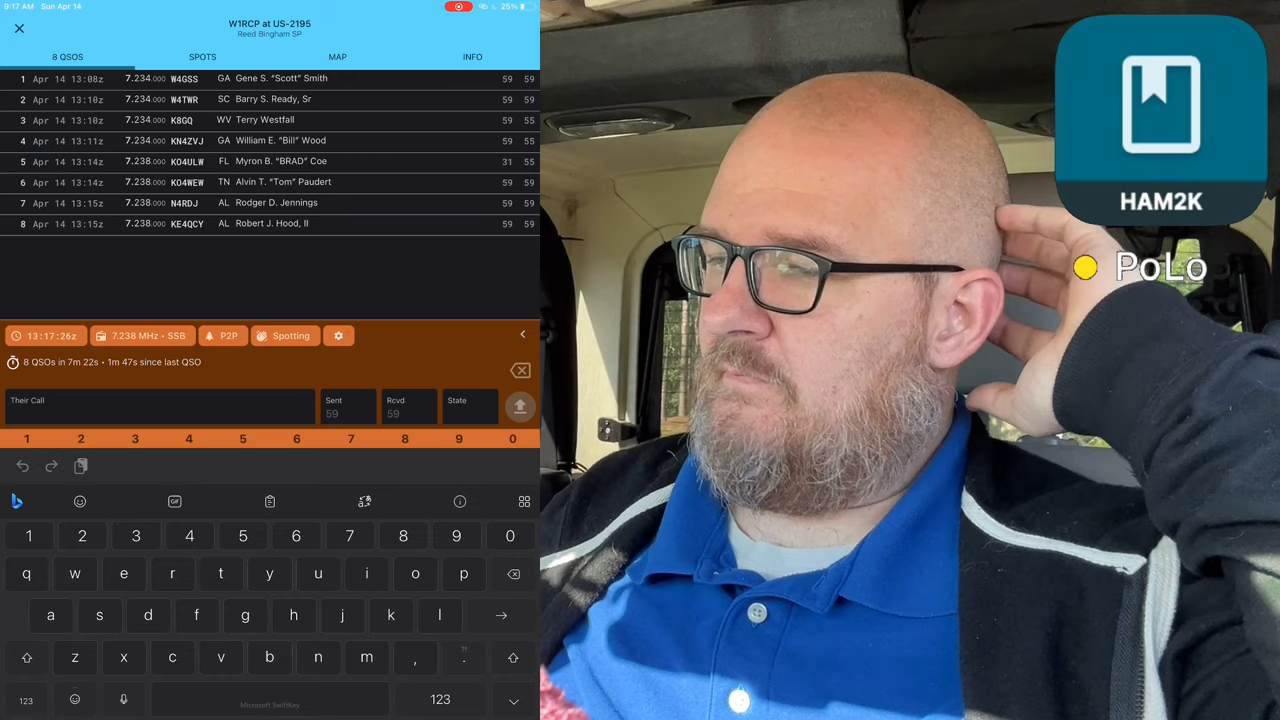 9:17 AM Sun Apr 14
25%
W1RCP at US-2195
Reed Bingham SP
8 QSOS SPOTS MAP INFO
1 Apr 14 13:08z 7.234.000 W4GSS GA Gene S. “Scott” Smith 59 59
2 Apr 14 13:10z 7.234.000 W4TWR SC Barry S. Ready, Sr 59 59
3 Apr 14 13:10z 7.234.000 K8GQ WV Terry Westfall 59 55
4 Apr 14 13:11z 7.234.000 KN4ZVJ GA William E. “Bill” Wood 59 55
5 Apr 14 13:14z 7.238.000 KO4ULW FL Myron B. “BRAD” Coe 31 55
6 Apr 14 13:14z 7.238.000 KO4WEW TN Alvin T. “Tom” Paudert 59 59
7 Apr 14 13:15z 7.238.000 N4RDJ AL Rodger D. Jennings 59 59
8 Apr 14 13:15z 7.238.000 KE4QCY AL Robert J. Hood, II 59 59
13:17:26z 7.238 MHz • SSB P2P Spotting
8 QSOs in 7m 22s • 1m 47s since last QSO
Their Call Sent Rcvd State
59 59
1 2 3 4 5 6 7 8 9 0
GIF
1 2 3 4 5 6 7 8 9 0
q w e r t y u i o p
a s d f g h j k l
z x c v b n m , .
123 Microsoft SwiftKey 123
HAM2K
PoLo